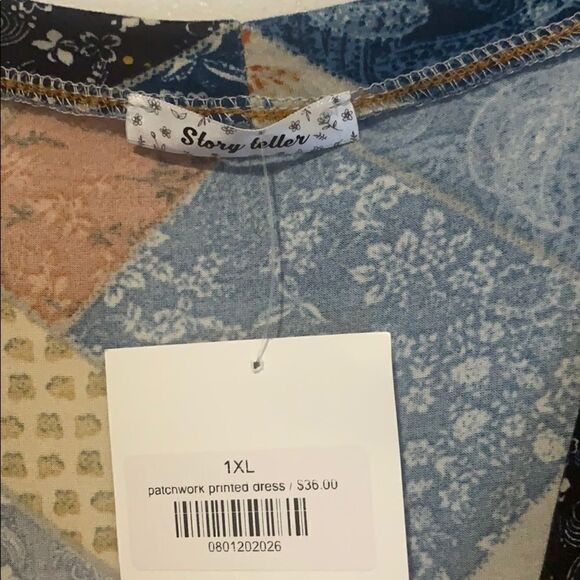 Story teller
1XL
patchwork printed dress / $36.00
0801202026